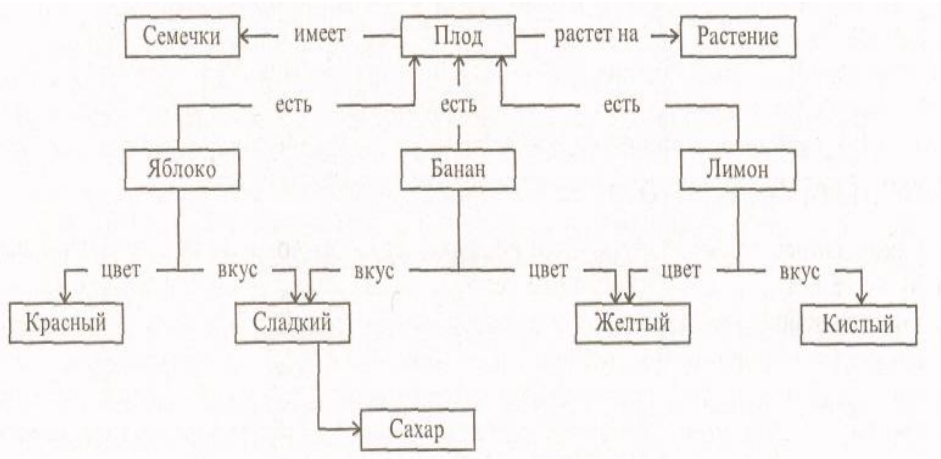 Семечки имеет Плод растет на Растение
есть есть есть
Яблоко Банан Лимон
цвет вкус вкус цвет цвет вкус
Красный Сладкий Желтый Кислый
Сахар